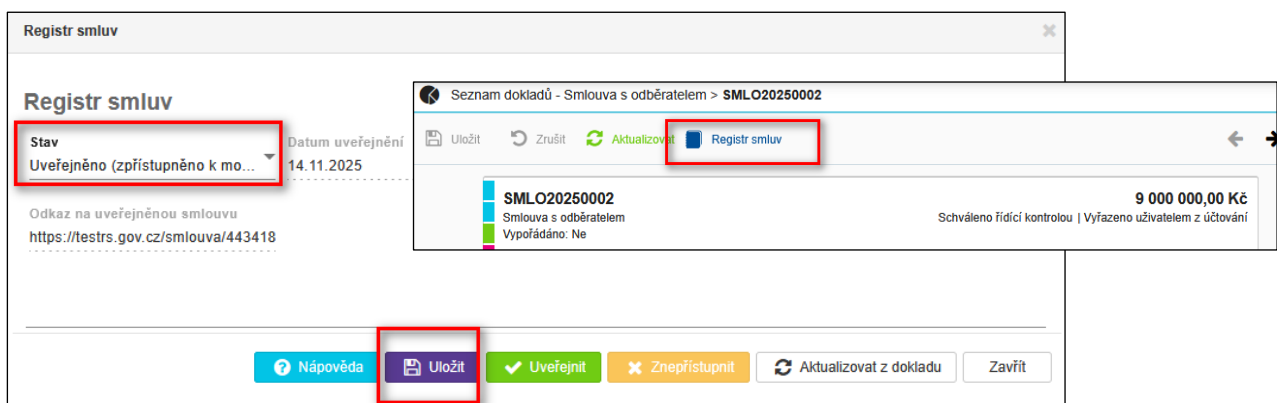 Registr smluv
Registr smluv
Stav
Uveřejněno (zpřístupněno k mo...
Datum uveřejnění
14.11.2025
Odkaz na uveřejněnou smlouvu
https://testrs.gov.cz/smlouva/443418
Seznam dokladů - Smlouva s odběratelem > SMLO20250002
Uložit Zrušit Aktualizovat Registr smluv
SMLO20250002 9 000 000,00 Kč
Smlouva s odběratelem Schváleno řídící kontrolou | Vyřazeno uživatelem z účtování
Vypořádáno: Ne
Nápověda Uložit Uveřejnit Znepřístupnit Aktualizovat z dokladu Zavřít